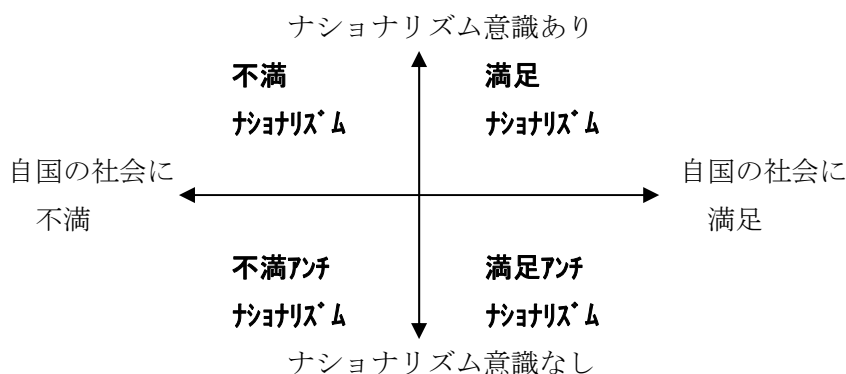 ナショナリズム意識あり
不満
ﾅｼｮﾅﾘｽﾞﾑ
満足
ﾅｼｮﾅﾘｽﾞﾑ
自国の社会に
不満
自国の社会に
満足
不満ｱﾝﾁ
ﾅｼｮﾅﾘｽﾞﾑ
満足ｱﾝﾁ
ﾅｼｮﾅﾘｽﾞﾑ
ナショナリズム意識なし